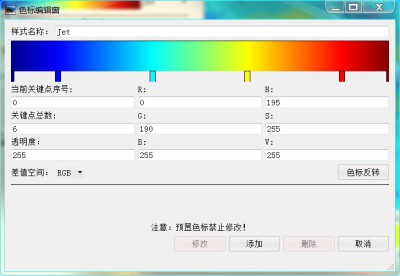 色标编辑窗
样式名称: Jet
当前关键点序号: R: H:
0 0 195
关键点总数: G: S:
6 190 255
透明度: B: V:
255 255 255
差值空间: RGB 色标反转
注意: 预置色标禁止修改!
修改 添加 删除 取消